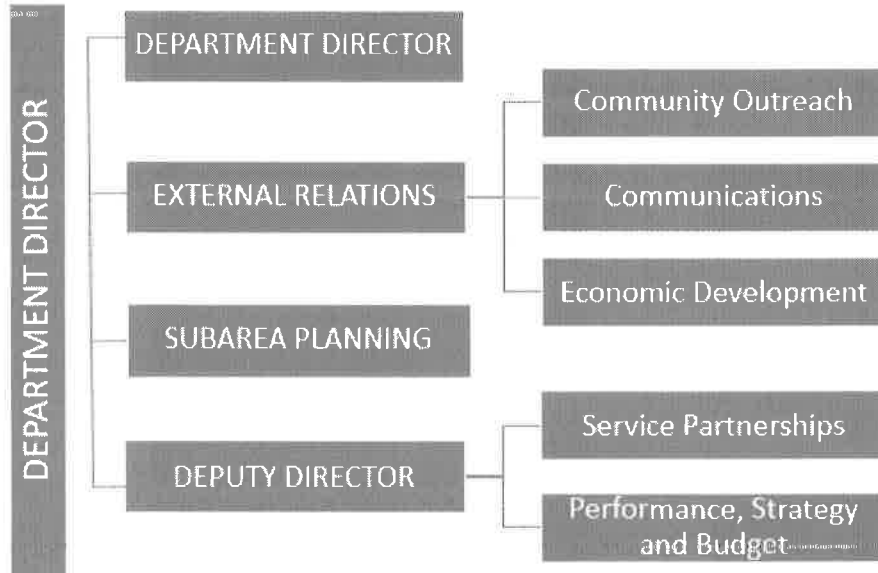 DEPARTMENT DIRECTOR
DEPARTMENT DIRECTOR
EXTERNAL RELATIONS
SUBAREA PLANNING
DEPUTY DIRECTOR
Community Outreach
Communications
Economic Development
Service Partnerships
Performance, Strategy
and Budget